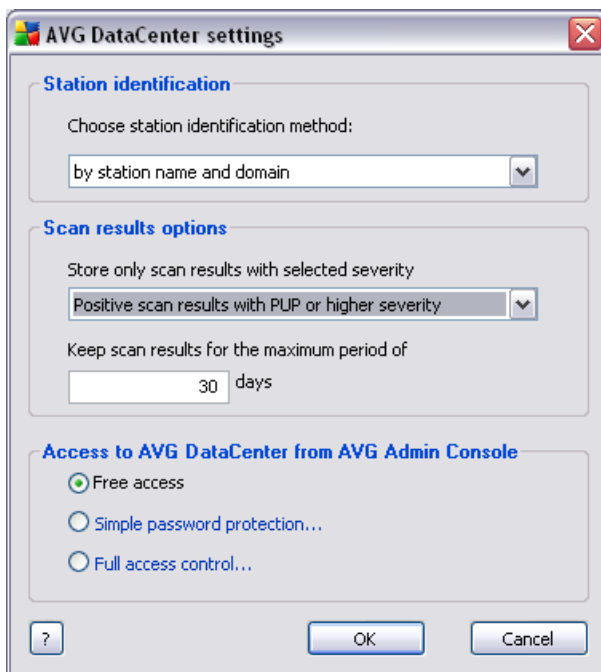 AVG DataCenter settings
Station identification
Choose station identification method:
by station name and domain
Scan results options
Store only scan results with selected severity
Positive scan results with PUP or higher severity
Keep scan results for the maximum period of
30 days
Access to AVG DataCenter from AVG Admin Console
Free access
Simple password protection...
Full access control...
? OK Cancel